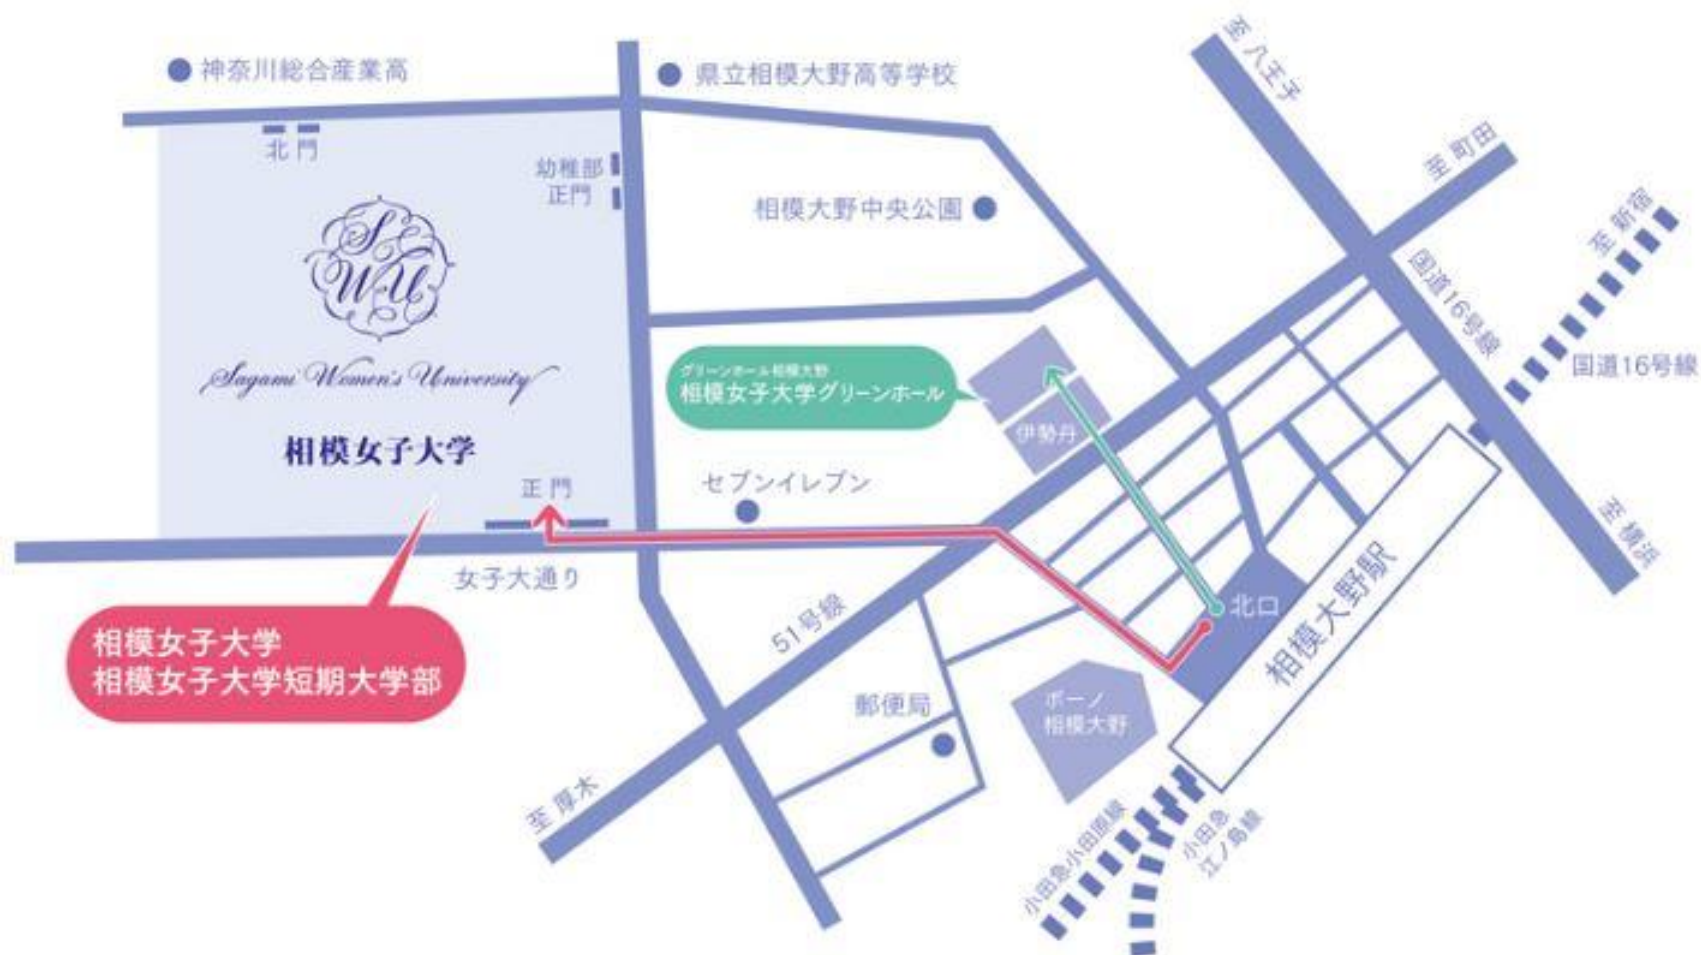 至 八王子
神奈川総合産業高
県立相模大野高等学校
至 町田
北 門
幼稚部
正門
相模大野中央公園
至 新宿
S
WU
国道16号線
国道16号線
グリーンホール相模大野
相模女子大学グリーンホール
Sagami Women's University
伊勢丹
相模女子大学
正 門
セブンイレブン
至 横浜
女子大通り
51号線
北口
相模大野駅
相模女子大学
相模女子大学短期大学部
郵便局
ボーノ
相模大野
至 厚木
小田急小田原線
小田急
江ノ島線